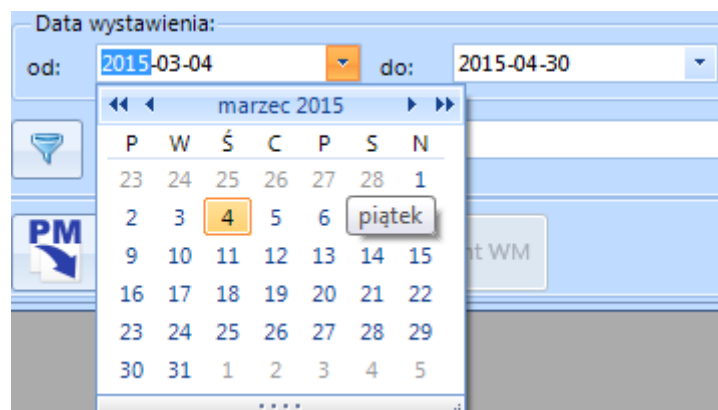 Data wystawienia:
od: 2015-03-04 do: 2015-04-30
marzec 2015
P W Ś C P S N
23 24 25 26 27 28 1
2 3 4 5 6 piątek
PM nt WM
9 10 11 12 13 14 15
16 17 18 19 20 21 22
23 24 25 26 27 28 29
30 31 1 2 3 4 5